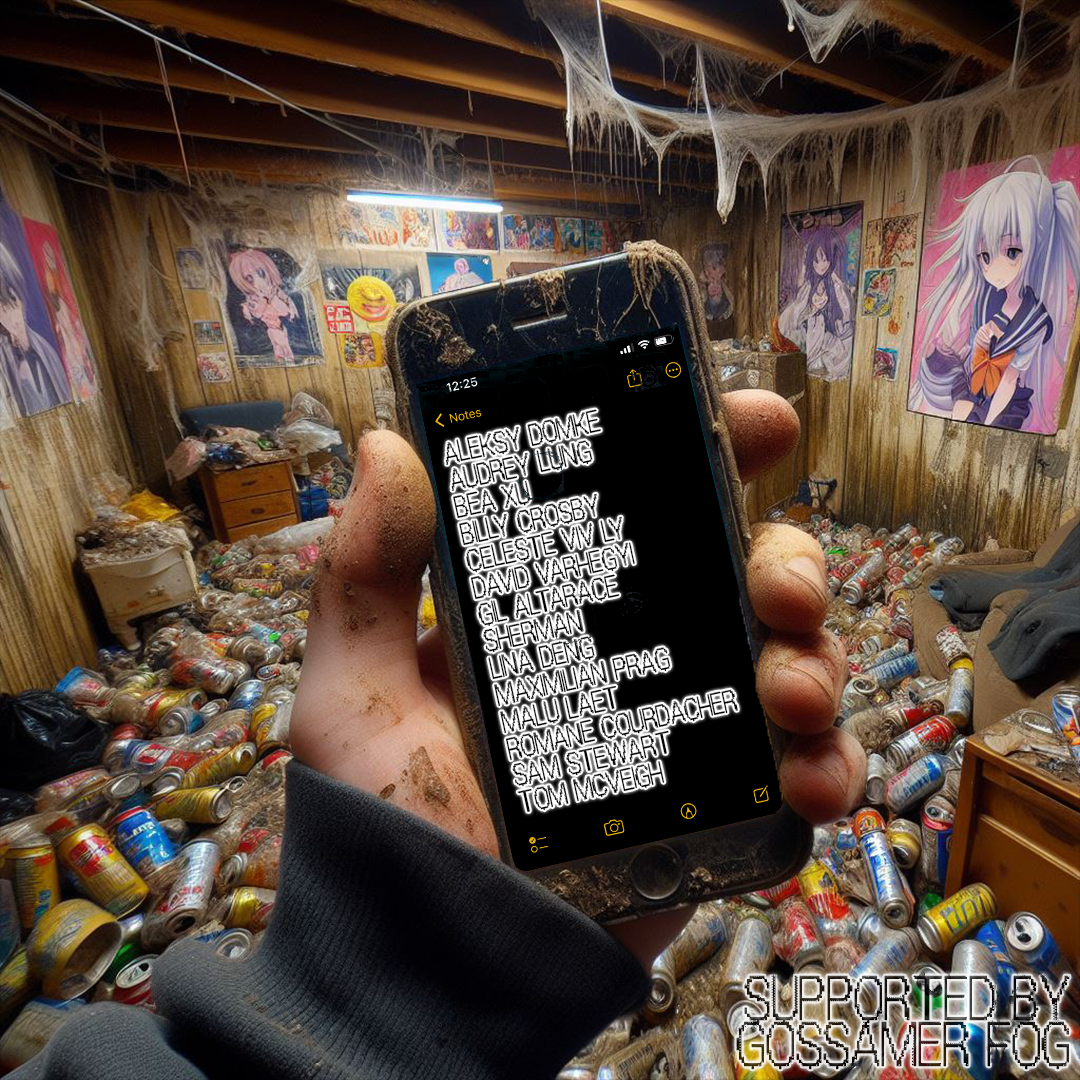 12:25
Notes
ALEKSY DOMKE
AUDREY LUNG
BEA XU
BILLY CROSBY
CELESTE VIV LY
DAVID VARHEGYI
GL ALTARACE
SHERMAN
LINA DENG
MAXIMILIAN PRAG
MALU LAET
ROMANE COURDACHER
SAM STEWART
TOM MCVEIGH
SUPPORTED BY
GOSSAMER FOG